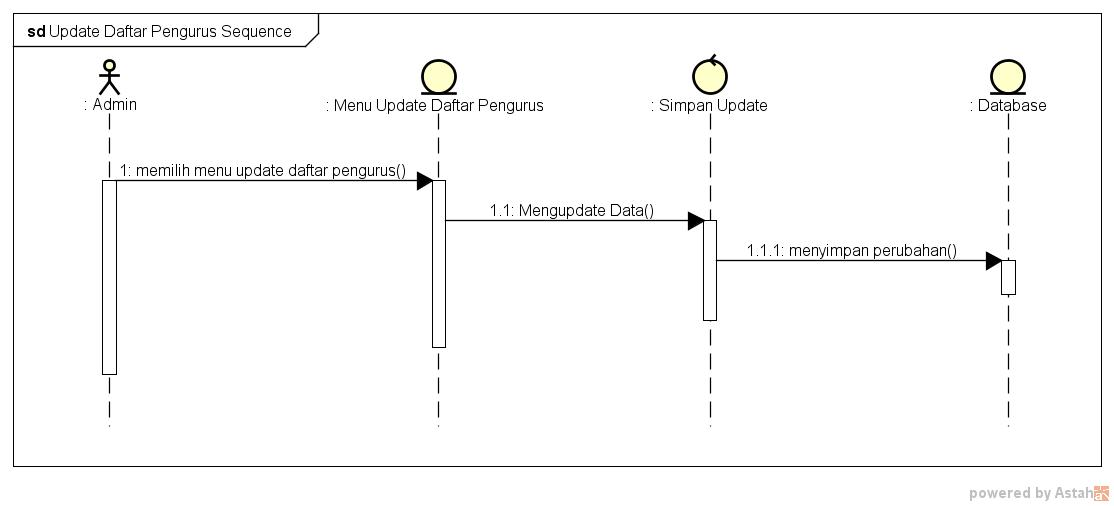 sd Update Daftar Pengurus Sequence
: Admin
: Menu Update Daftar Pengurus
: Simpan Update
: Database
1: memilih menu update daftar pengurus()
1.1: Mengupdate Data()
1.1.1: menyimpan perubahan()
powered by Astah